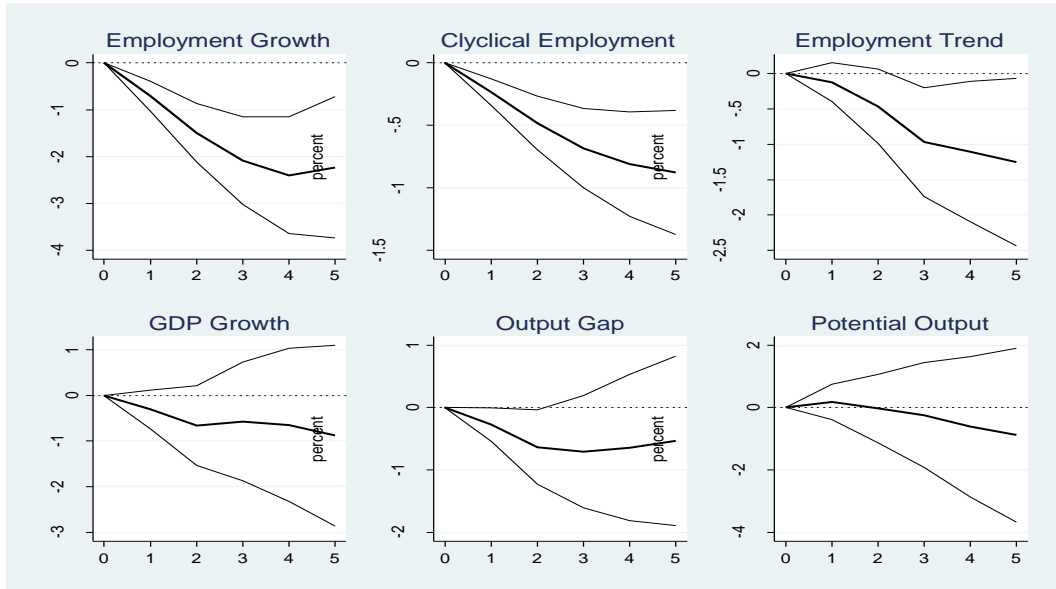 Employment Growth
Clyclical Employment
Employment Trend
0
-1
-2
-3
-4
percent
0
-.5
-1
-1.5
percent
0
-.5
-1
-1.5
-2
-2.5
0 1 2 3 4 5
0 1 2 3 4 5
0 1 2 3 4 5
GDP Growth
Output Gap
Potential Output
1
0
-1
-2
-3
percent
1
0
-1
-2
percent
2
0
-2
-4
0 1 2 3 4 5
0 1 2 3 4 5
0 1 2 3 4 5